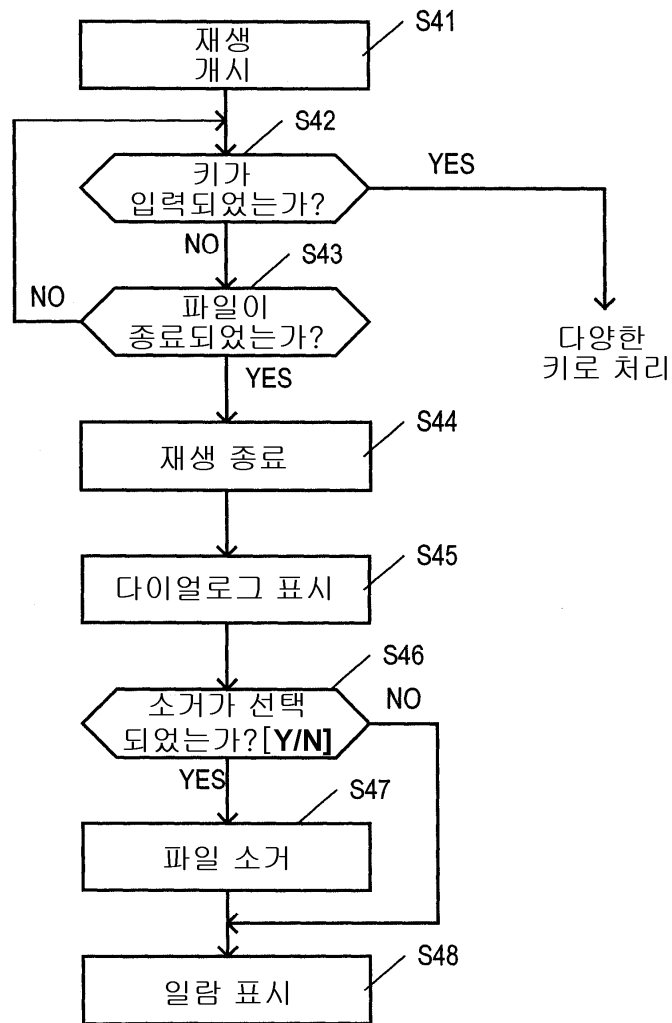 S41
재생
개시
S42
키가
입력되었는가?
YES
NO
S43
NO
파일이
종료되었는가?
다양한
키로 처리
YES
S44
재생 종료
S45
다이얼로그 표시
S46
소거가 선택
되었는가?[Y/N]
NO
YES
S47
파일 소거
S48
일람 표시